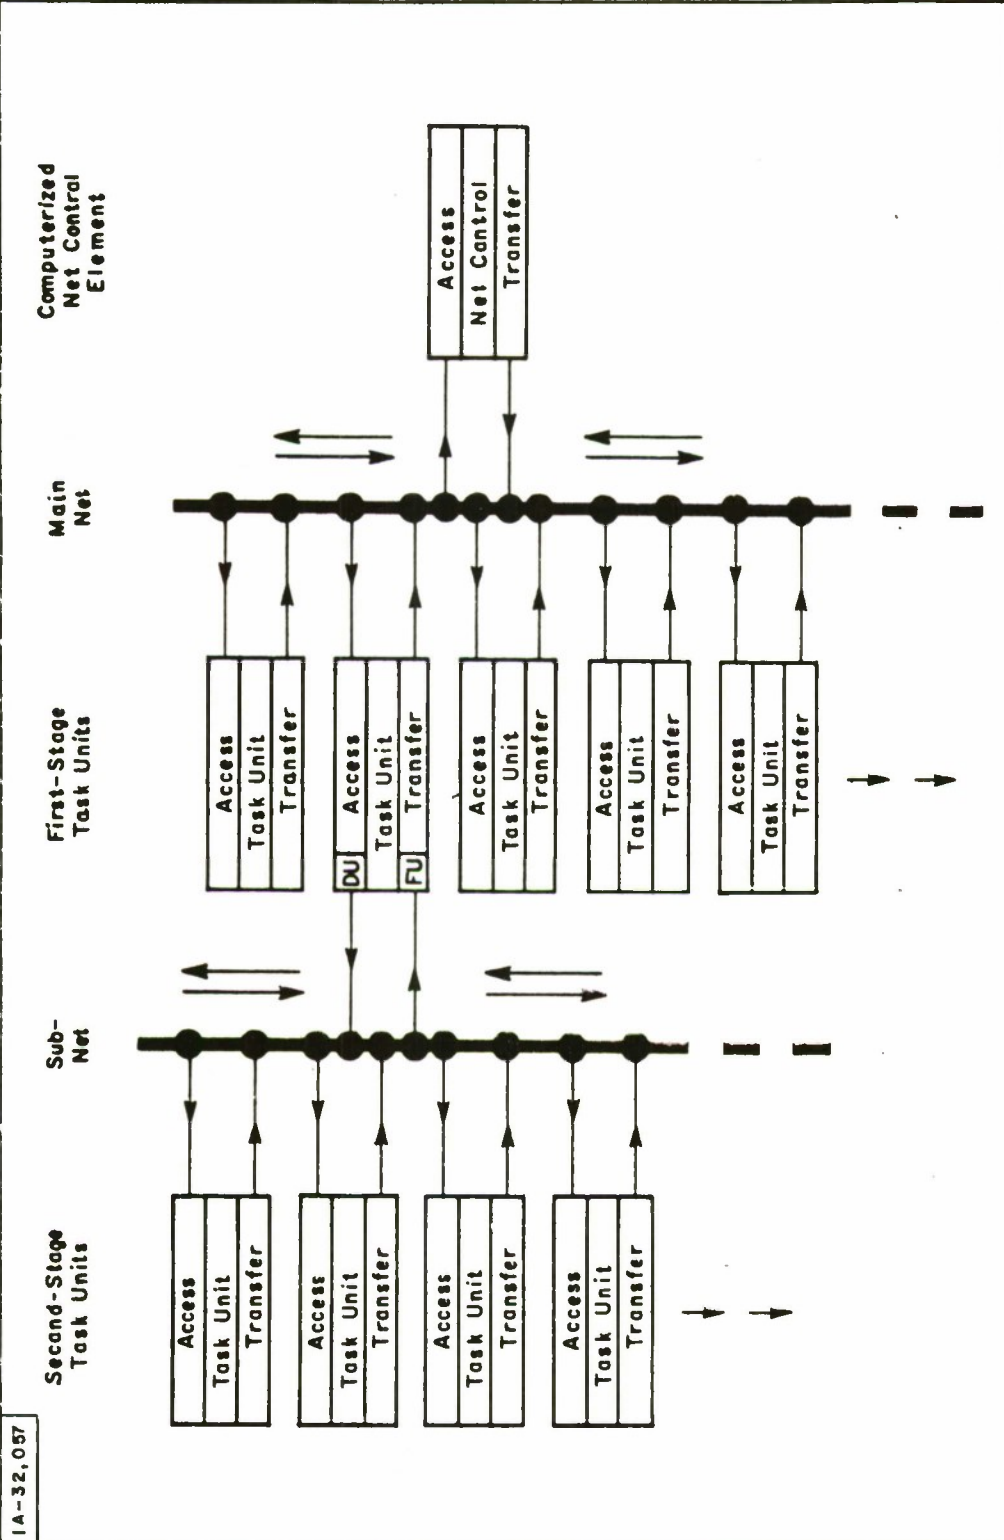 IA-32,057
Second-Stage
Task Units
Sub-
Net
First-Stage
Task Units
Main
Net
Computerized
Net Control
Element
Access
Task Unit
Transfer
Access
Task Unit
Transfer
Access
Task Unit
Transfer
Access
Task Unit
Transfer
Access
Task Unit
Transfer
DU
Access
Task Unit
FU
Transfer
Access
Task Unit
Transfer
Access
Task Unit
Transfer
Access
Task Unit
Transfer
Access
Net Control
Transfer